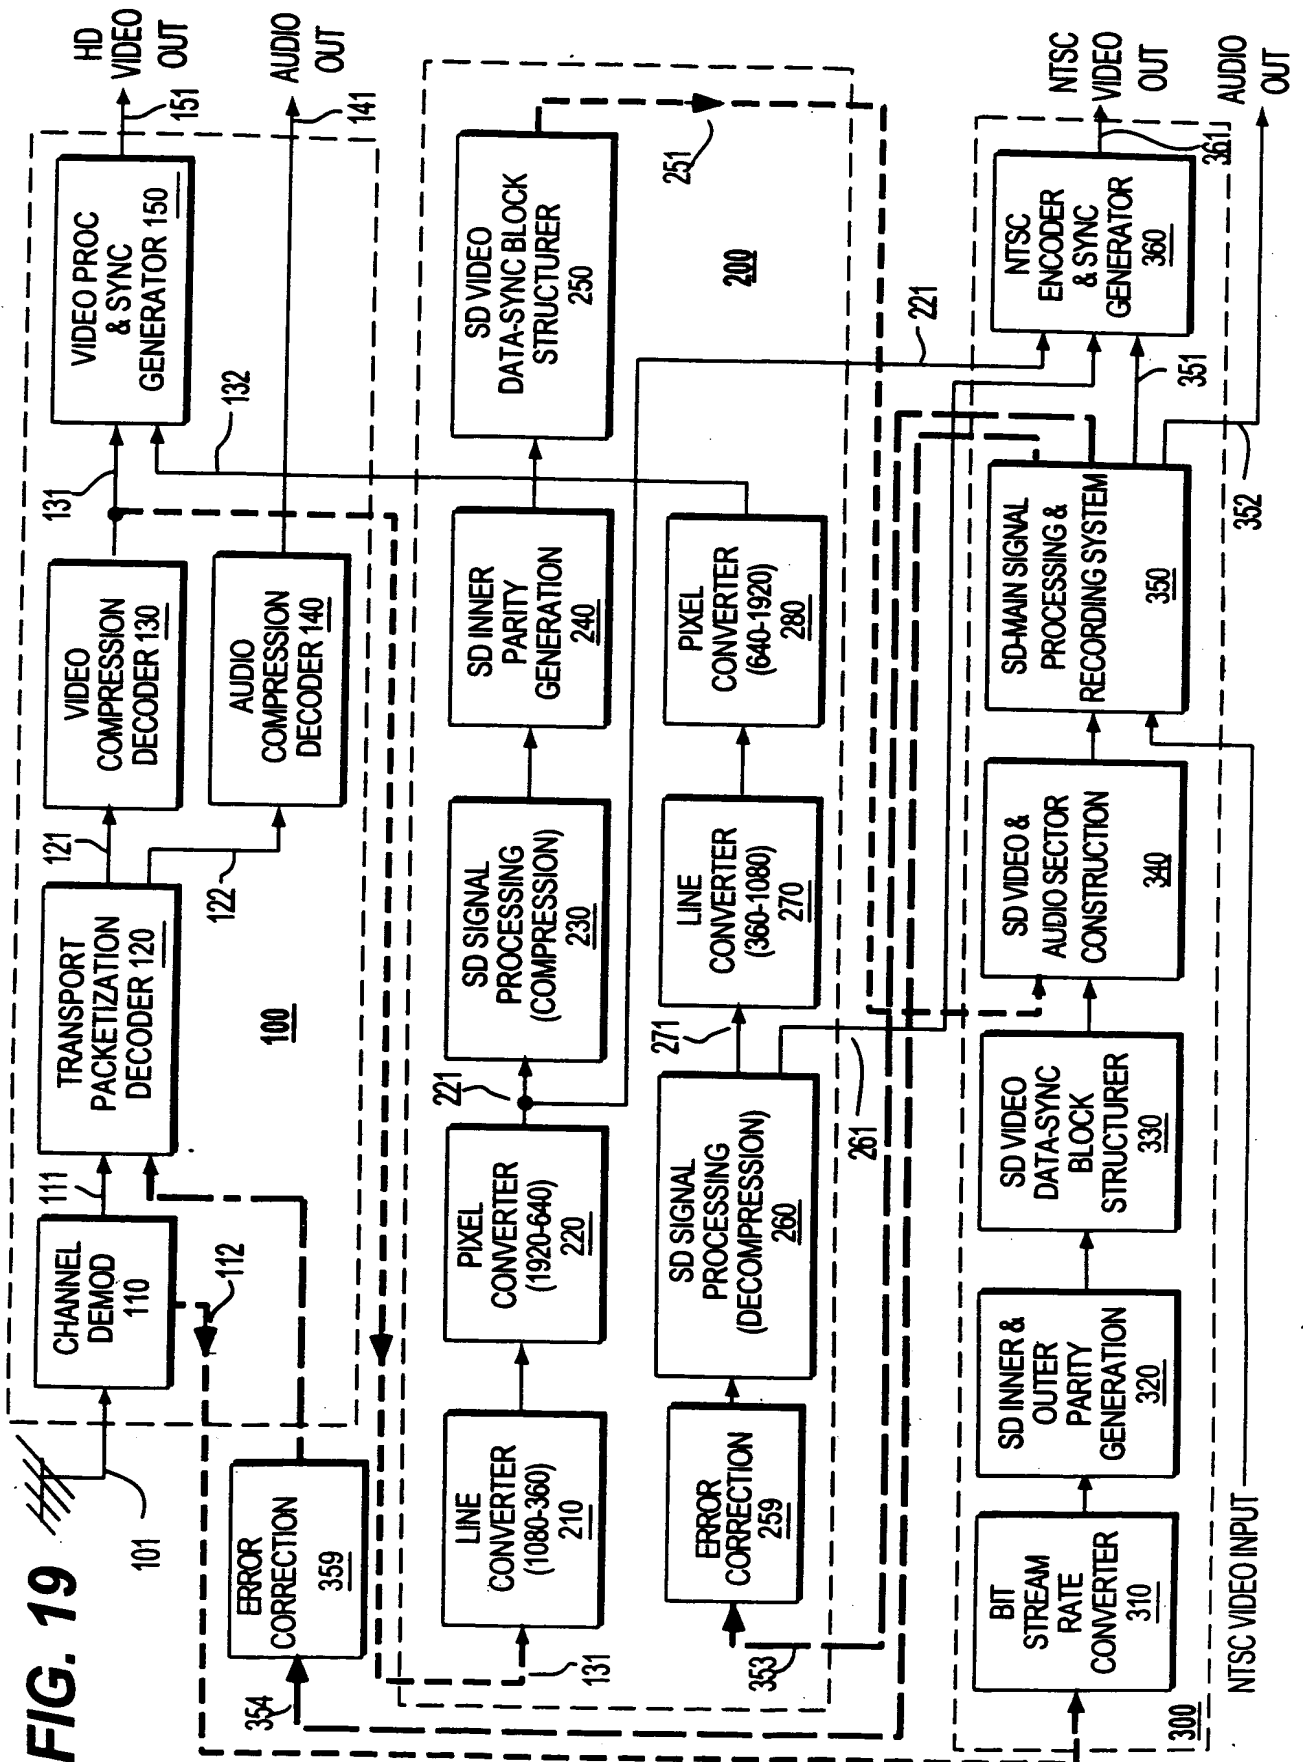 FIG. 19
101
CHANNEL
DEMOD
110
111
112
TRANSPORT
PACKETIZATION
DECODER 120
121
122
100
VIDEO
COMPRESSION
DECODER 130
131
132
AUDIO
COMPRESSION
DECODER 140
VIDEO PROC
& SYNC
GENERATOR 150
151
HD
VIDEO
OUT
141
AUDIO
OUT
ERROR
CORRECTION
359
354
LINE
CONVERTER
(1080-360)
210
131
PIXEL
CONVERTER
(1920-640)
220
221
SD SIGNAL
PROCESSING
(COMPRESSION)
230
SD INNER
PARITY
GENERATION
240
SD VIDEO
DATA-SYNC BLOCK
STRUCTURER
250
251
200
ERROR
CORRECTION
259
353
SD SIGNAL
PROCESSING
(DECOMPRESSION)
260
261
271
LINE
CONVERTER
(360-1080)
270
PIXEL
CONVERTER
(640-1920)
280
221
BIT
STREAM
RATE
CONVERTER
310
300
SD INNER &
OUTER
PARITY
GENERATION
320
SD VIDEO
DATA-SYNC
BLOCK
STRUCTURER
330
SD VIDEO &
AUDIO SECTOR
CONSTRUCTION
340
SD-MAIN SIGNAL
PROCESSING &
RECORDING SYSTEM
350
351
352
NTSC
ENCODER
& SYNC
GENERATOR
360
361
NTSC
VIDEO
OUT
AUDIO
OUT
NTSC VIDEO INPUT